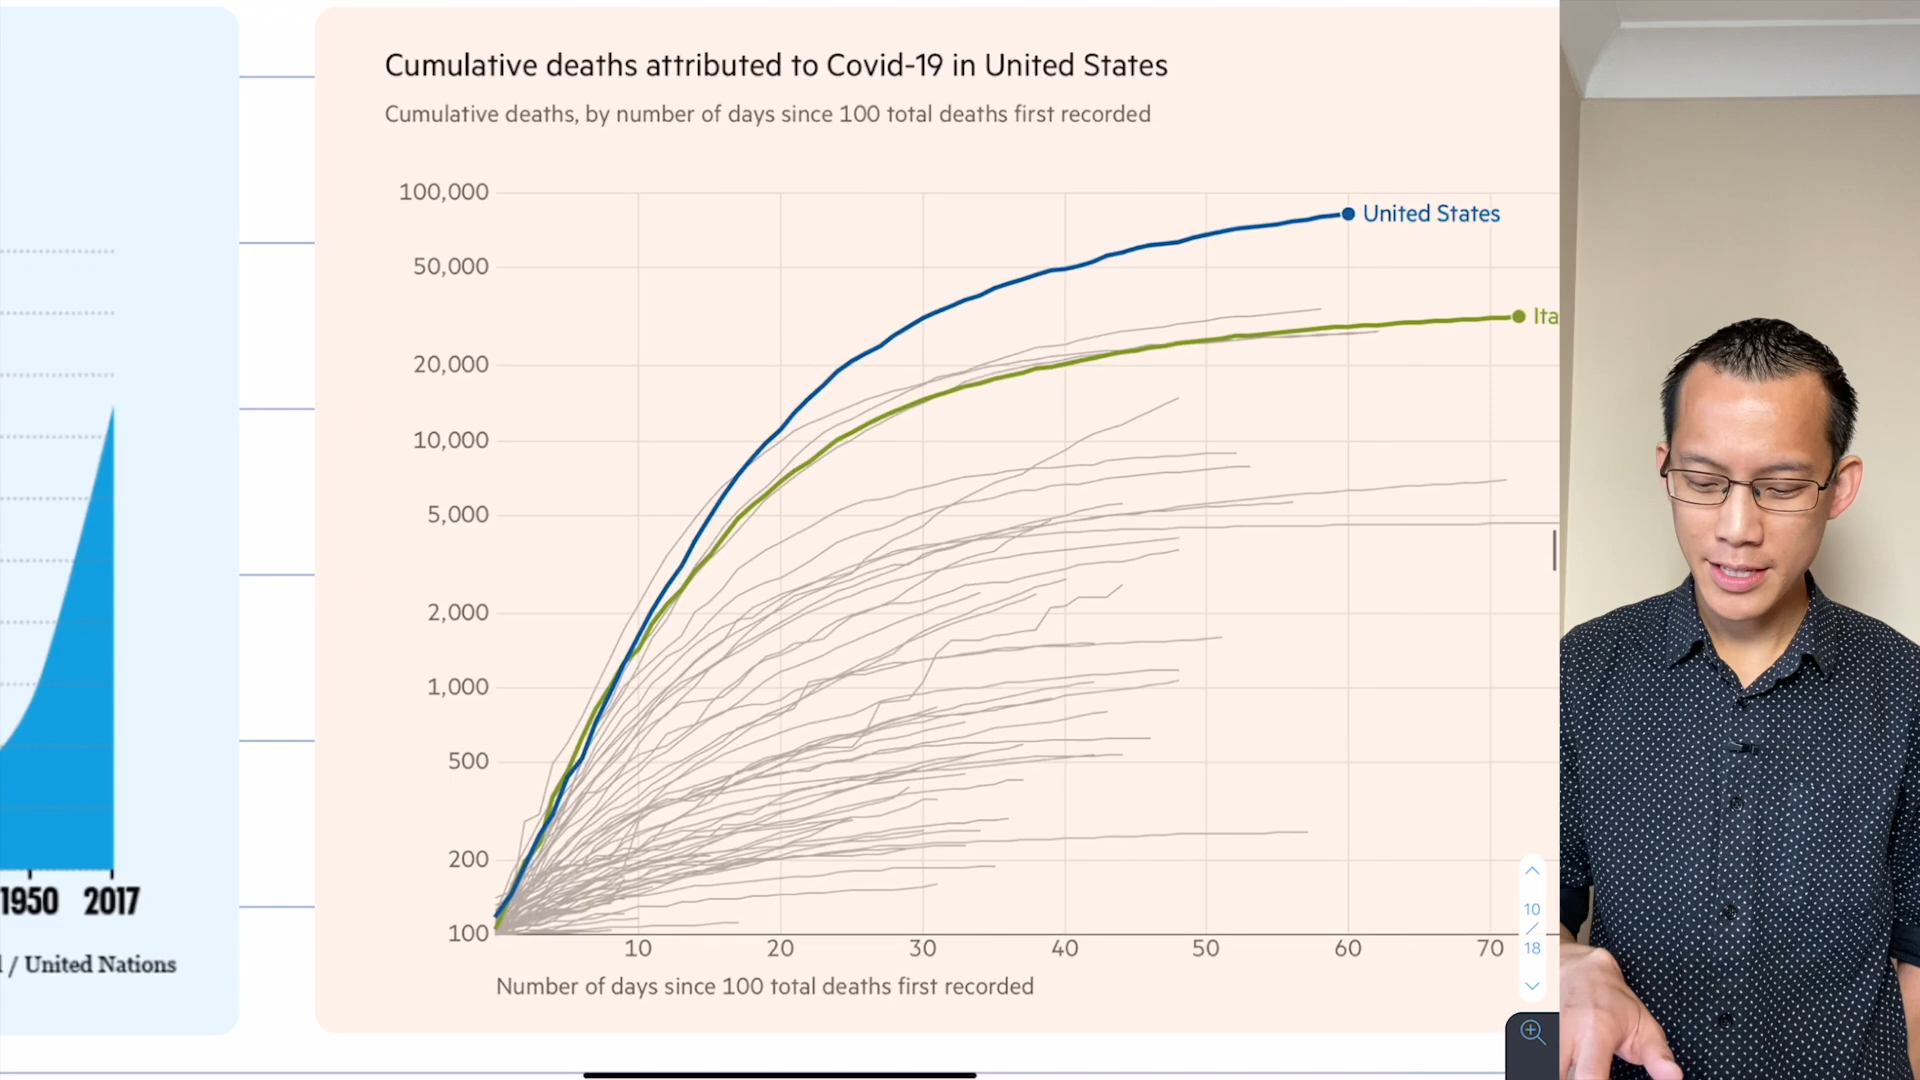 1950 2017
/ United Nations
Cumulative deaths attributed to Covid-19 in United States
Cumulative deaths, by number of days since 100 total deaths first recorded
100,000
50,000
20,000
10,000
5,000
2,000
1,000
500
200
100
United States
Ita
10 20 30 40 50 60 70
Number of days since 100 total deaths first recorded
10
/
18